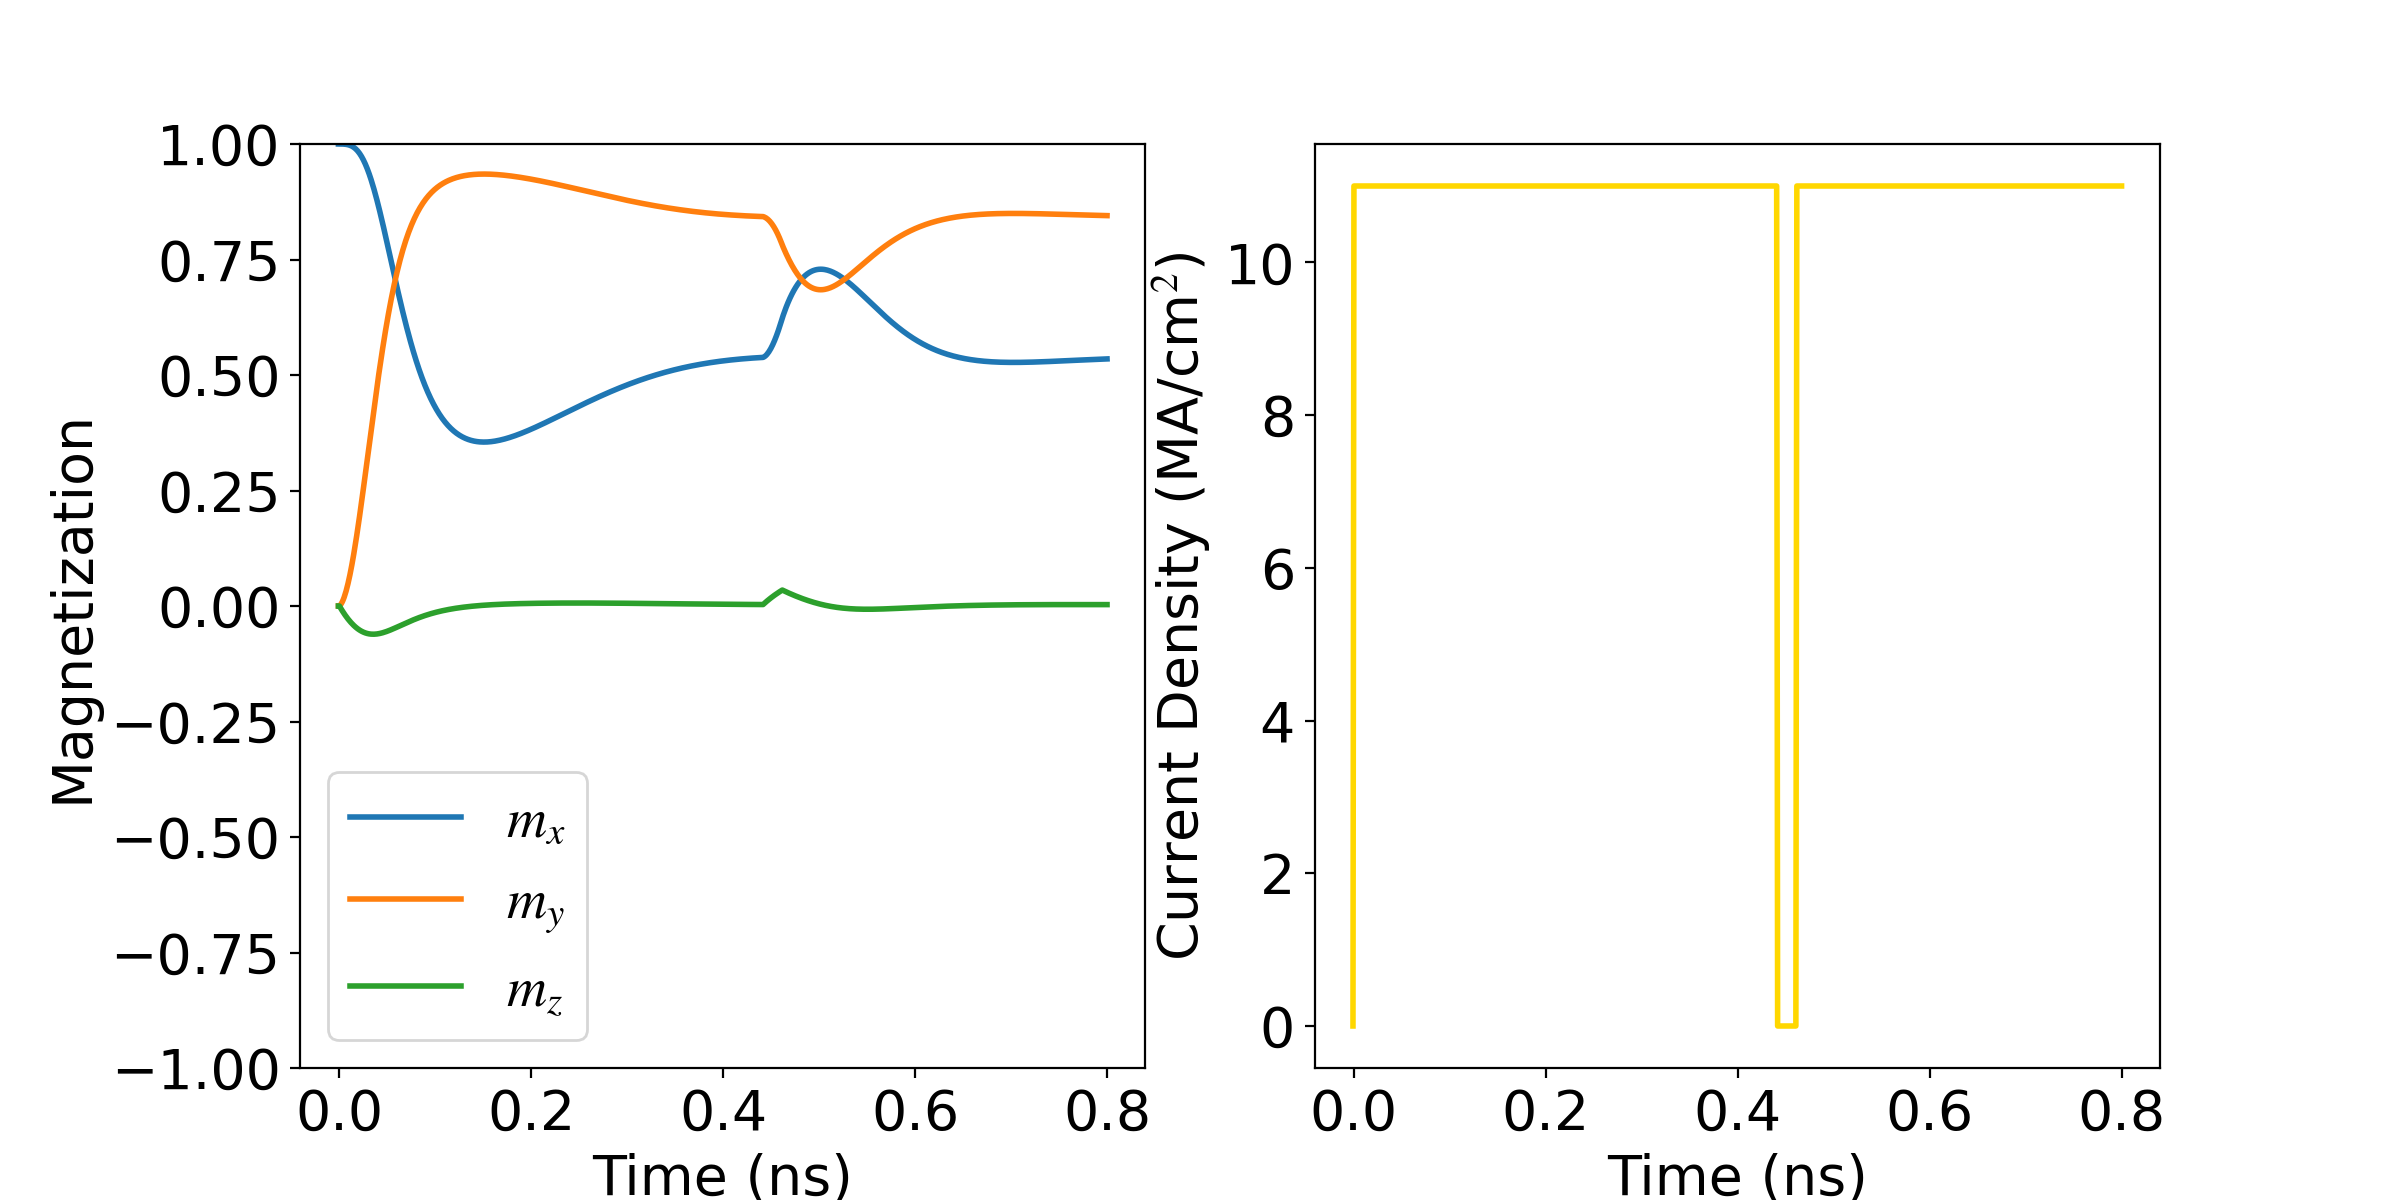 Magnetization
1.00
0.75
0.50
0.25
0.00
−0.25
−0.50
−0.75
−1.00
m_x
m_y
m_z
0.0 0.2 0.4 0.6 0.8
Time (ns)
Current Density (MA/cm²)
10
8
6
4
2
0
0.0 0.2 0.4 0.6 0.8
Time (ns)